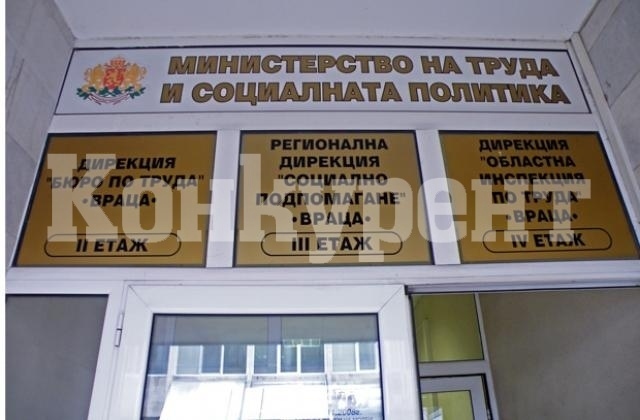 МИНИСТЕРСТВО НА ТРУДА
И СОЦИАЛНАТА ПОЛИТИКА
ДИРЕКЦИЯ
"БЮРО ПО ТРУДА"
•ВРАЦА•
II ЕТАЖ
РЕГИОНАЛНА
ДИРЕКЦИЯ
"СОЦИАЛНО
ПОДПОМАГАНЕ"
•ВРАЦА•
III ЕТАЖ
ДИРЕКЦИЯ
"ОБЛАСТНА
ИНСПЕКЦИЯ
ПО ТРУДА"
•ВРАЦА•
IV ЕТАЖ
Конкурент